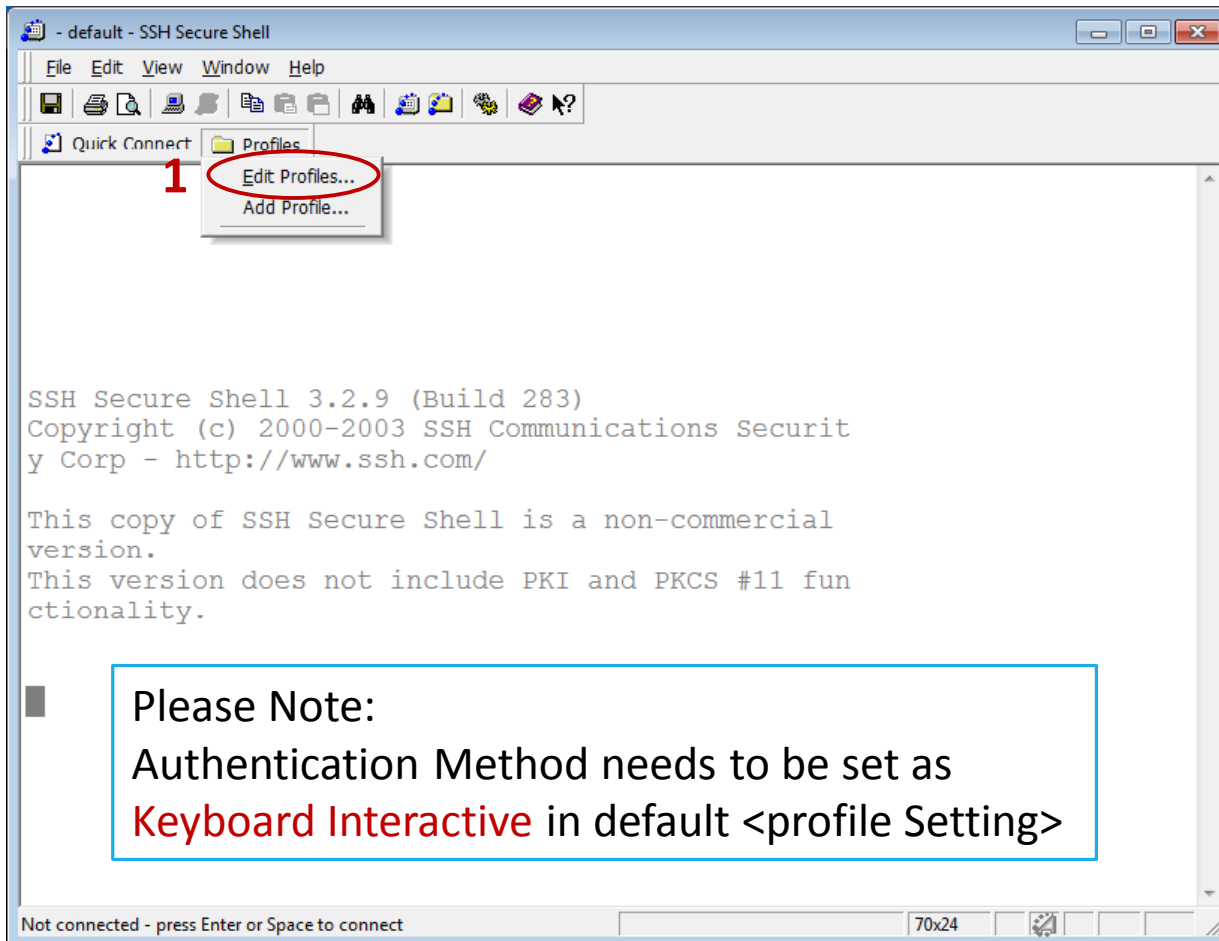 - default - SSH Secure Shell
File Edit View Window Help
Quick Connect Profiles
1
Edit Profiles...
Add Profile...
SSH Secure Shell 3.2.9 (Build 283)
Copyright (c) 2000-2003 SSH Communications Securit
y Corp - http://www.ssh.com/
This copy of SSH Secure Shell is a non-commercial
version.
This version does not include PKI and PKCS #11 fun
ctionality.
Please Note:
Authentication Method needs to be set as
Keyboard Interactive in default <profile Setting>
Not connected - press Enter or Space to connect
70x24